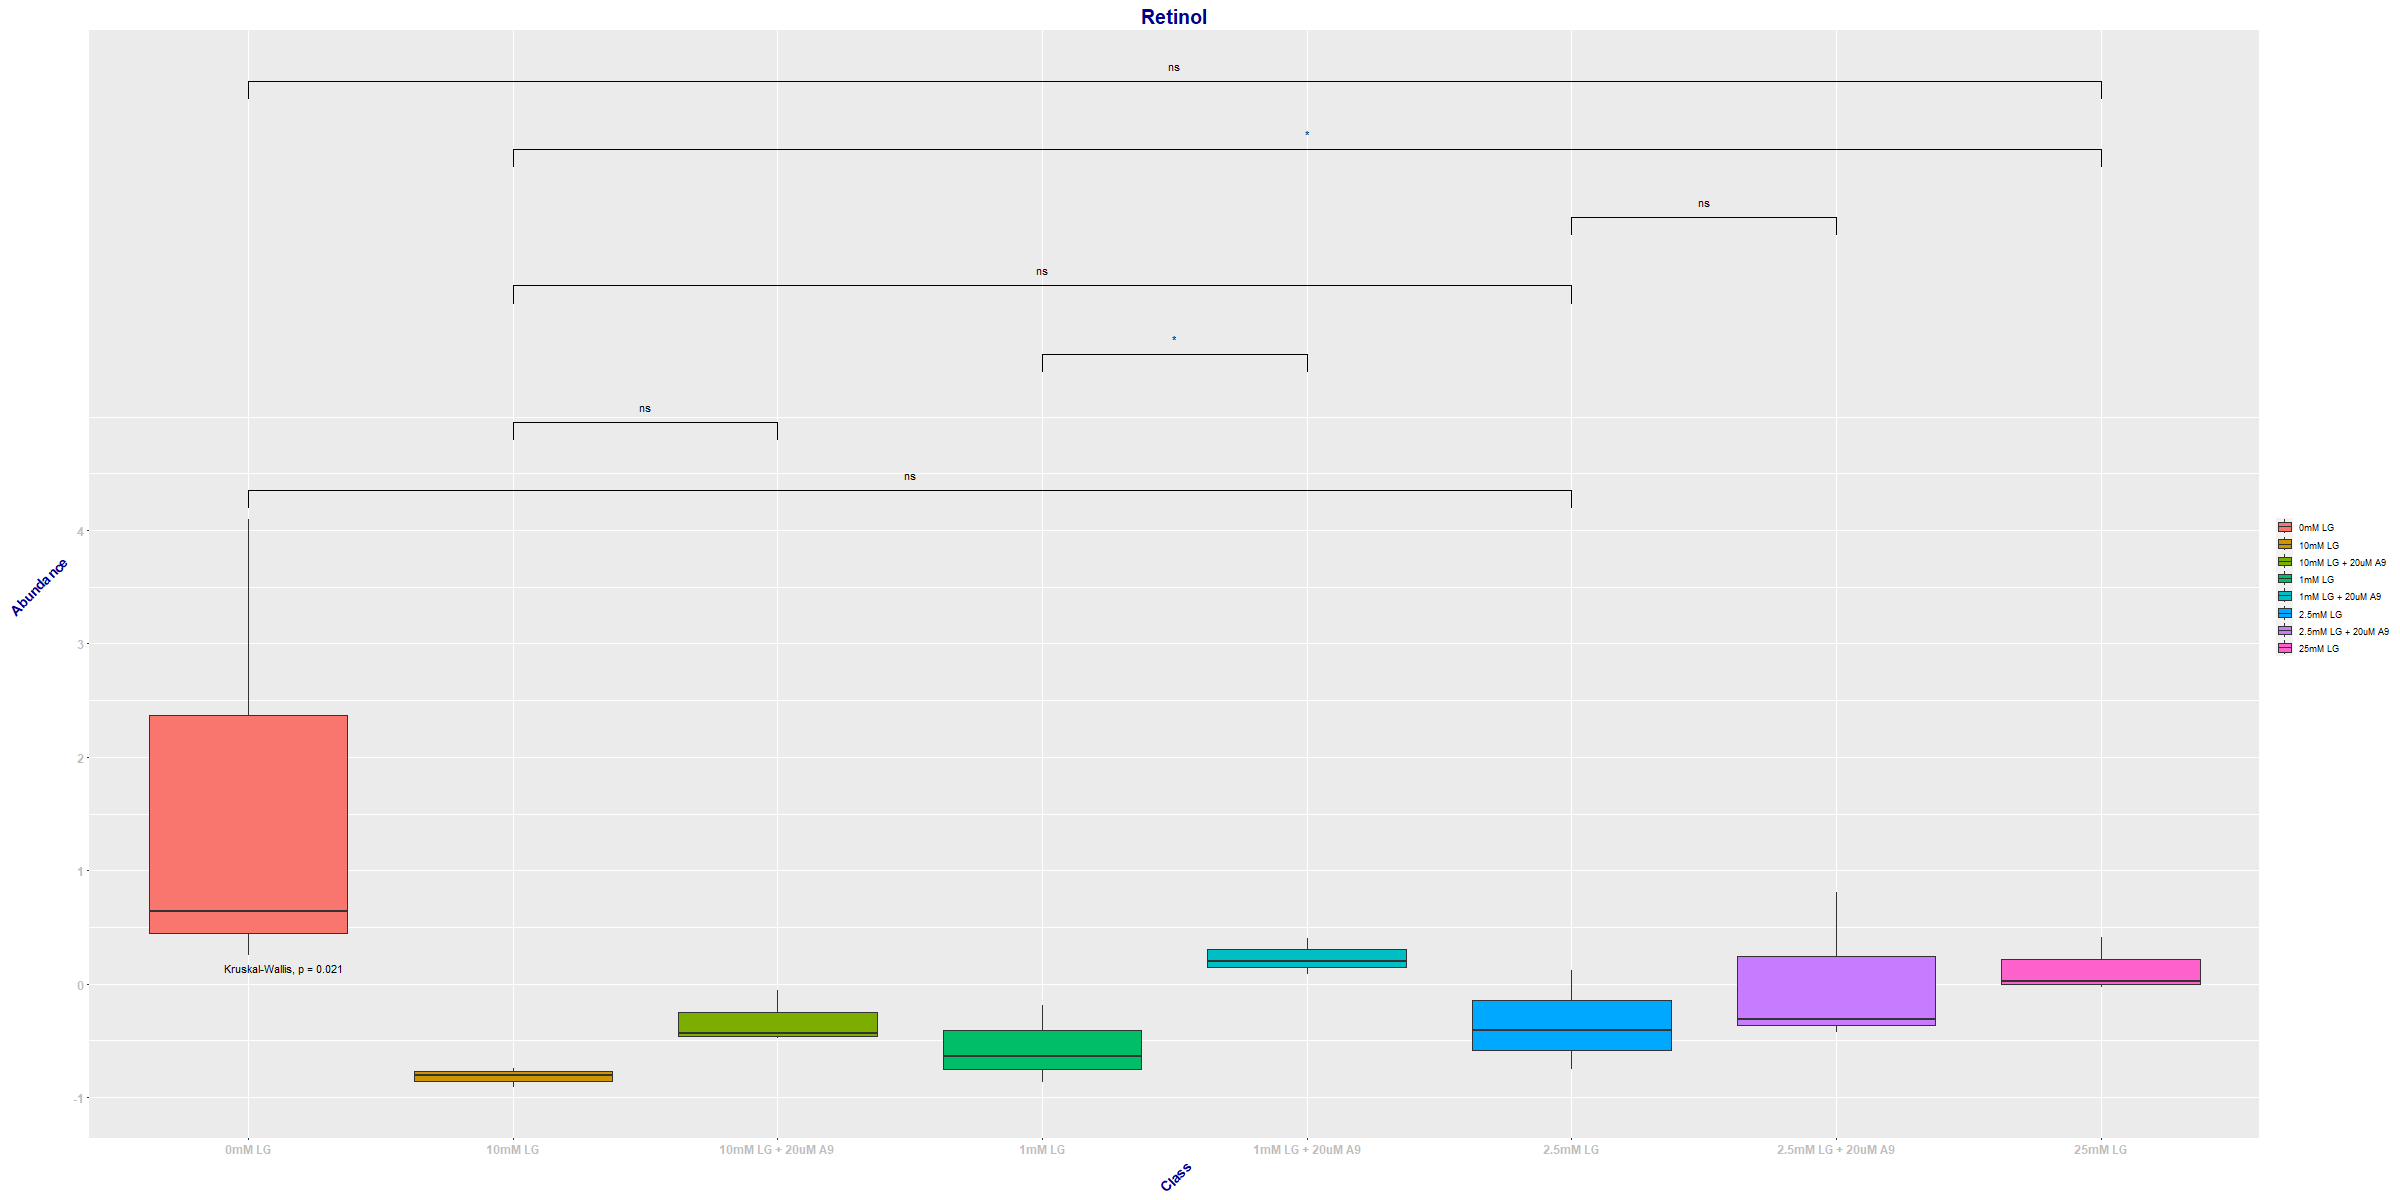 Retinol
ns
*
ns
ns
*
ns
ns
4
3
2
1
0
-1
Abundance
Kruskal-Wallis, p = 0.021
0mM LG
10mM LG
10mM LG + 20uM A9
1mM LG
1mM LG + 20uM A9
2.5mM LG
2.5mM LG + 20uM A9
25mM LG
Class
0mM LG
10mM LG
10mM LG + 20uM A9
1mM LG
1mM LG + 20uM A9
2.5mM LG
2.5mM LG + 20uM A9
25mM LG